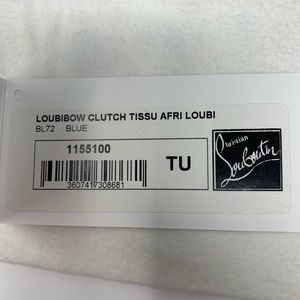 LOUBIBOW CLUTCH TISSU AFRI LOUBI
BL72 BLUE
1155100
TU
3607417308681
Christian
Louboutin